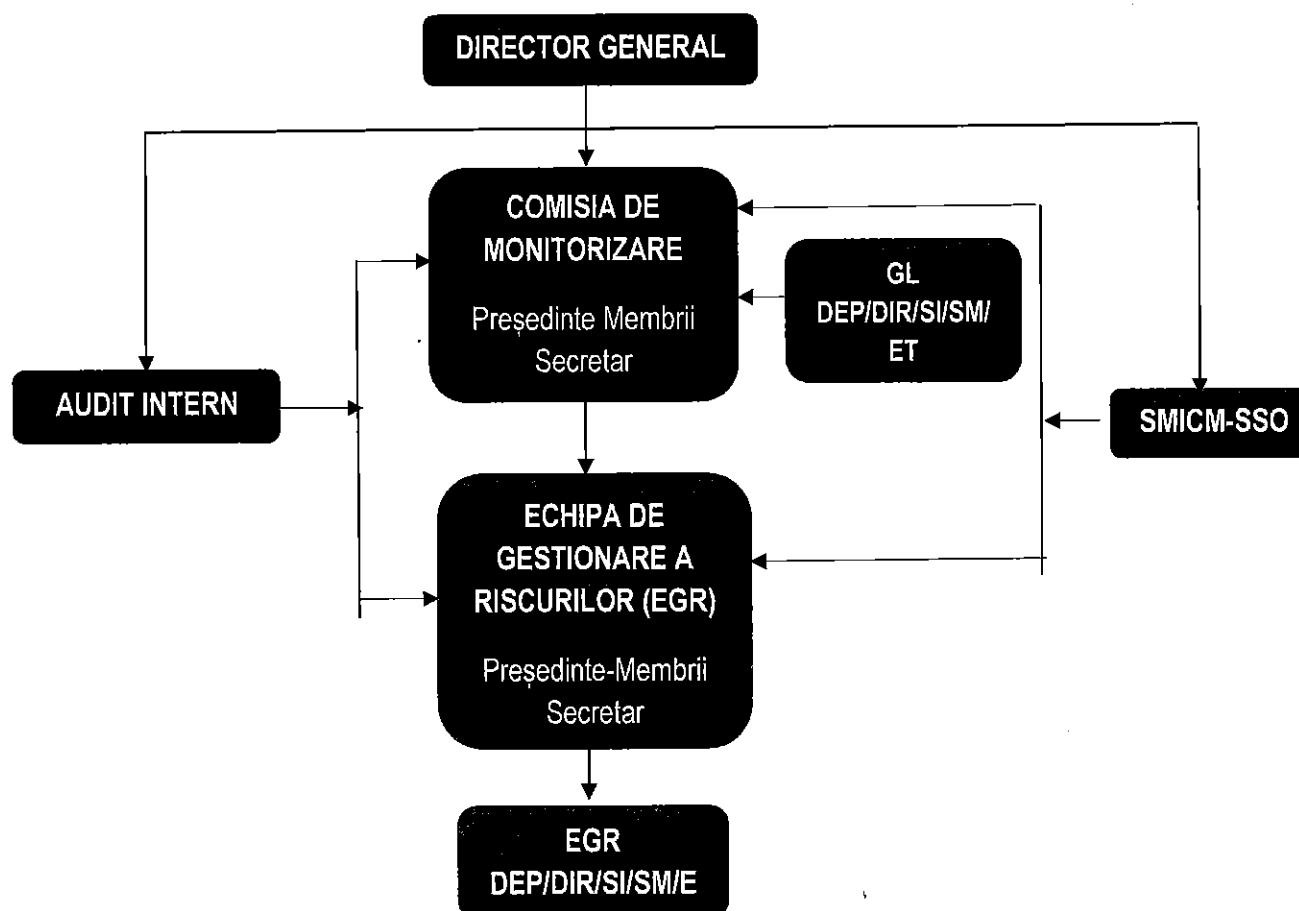 DIRECTOR GENERAL
COMISIA DE
MONITORIZARE
Președinte Membrii
Secretar
GL
DEP/DIR/SI/SM/
ET
AUDIT INTERN
SMICM-SSO
ECHIPA DE
GESTIONARE A
RISCURILOR (EGR)
Președinte-Membrii
Secretar
EGR
DEP/DIR/SI/SM/E